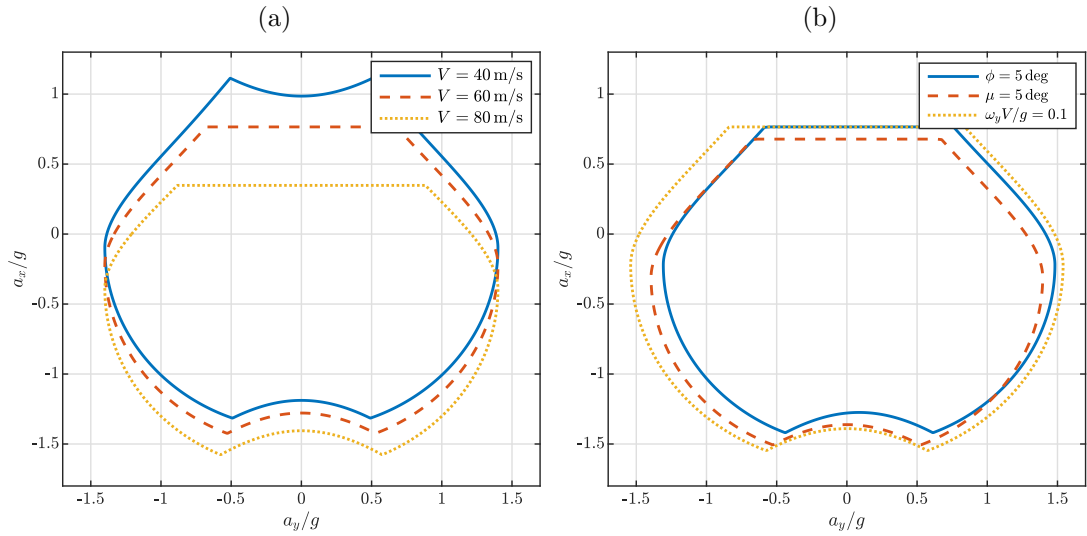 (a)
(b)
V = 40 m/s
V = 60 m/s
V = 80 m/s
1
0.5
0
-0.5
-1
-1.5
a_x/g
-1.5 -1 -0.5 0 0.5 1 1.5
a_y/g
ϕ = 5 deg
μ = 5 deg
ω_yV/g = 0.1
1
0.5
0
-0.5
-1
-1.5
a_x/g
-1.5 -1 -0.5 0 0.5 1 1.5
a_y/g